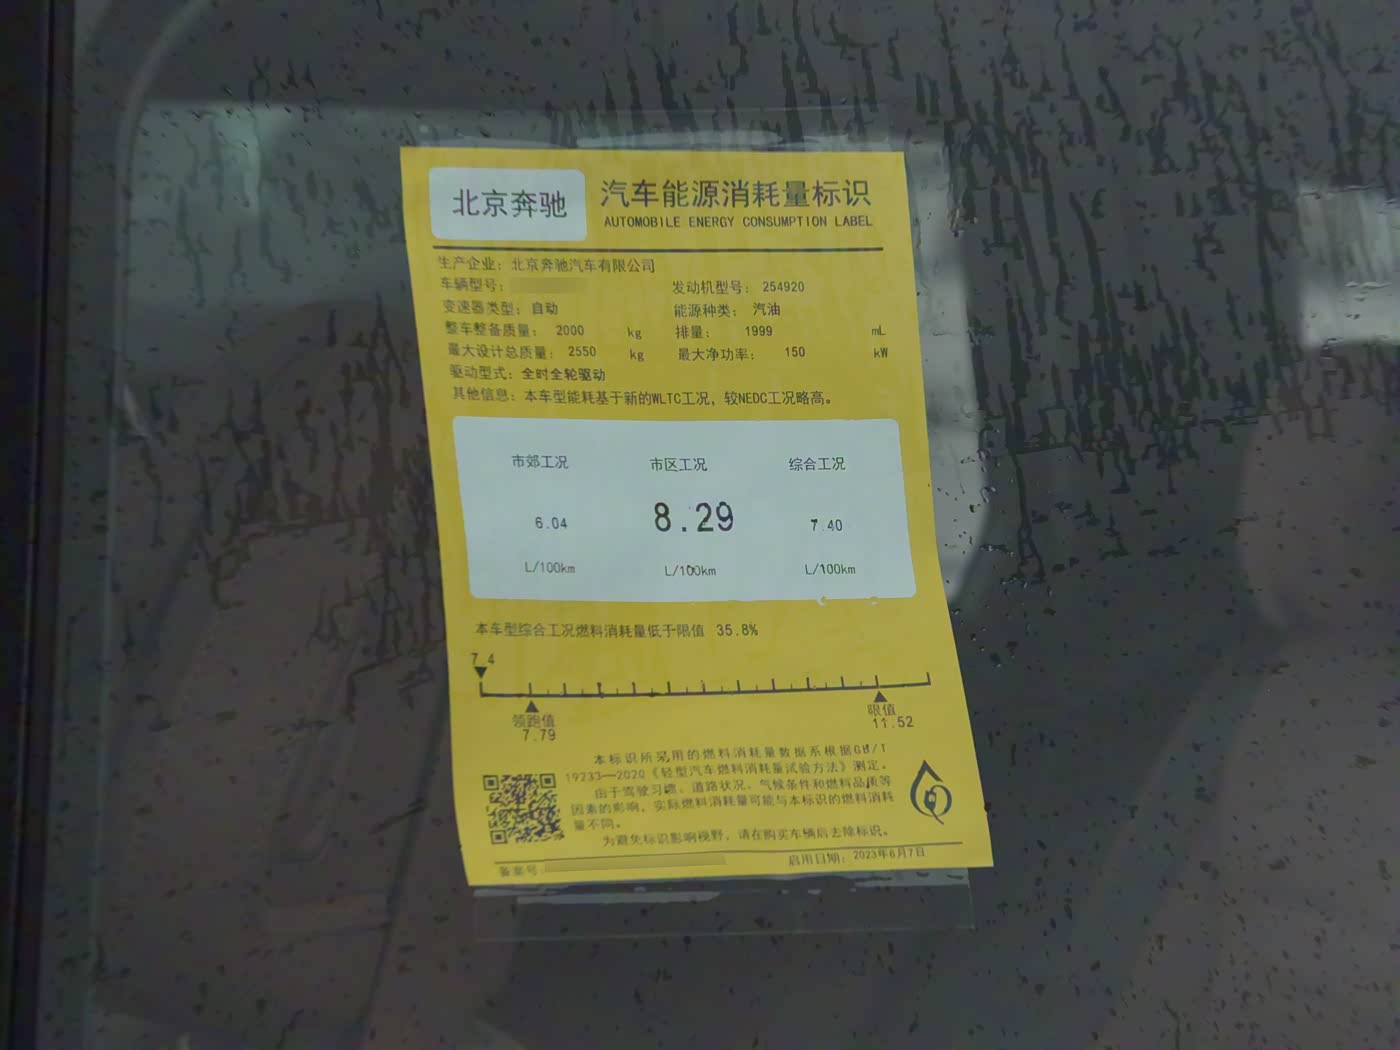 北京奔驰
汽车能源消耗量标识
AUTOMOBILE ENERGY CONSUMPTION LABEL
生产企业：北京奔驰汽车有限公司
车辆型号：
发动机型号：254920
变速器类型：自动
能源种类：汽油
整车整备质量：2000 kg
排量：1999 mL
最大设计总质量：2550 kg
最大净功率：150 kW
驱动型式：全时全轮驱动
其他信息：本车型能耗基于新的WLTC工况，较NEDC工况略高。
市郊工况 市区工况 综合工况
6.04 8.29 7.40
L/100km L/100km L/100km
本车型综合工况燃料消耗量低于限值 35.8%
7.4
领跑值 限值
7.79 11.52
本标识所采用的燃料消耗量数据系根据GB/T
19233—2020《轻型汽车燃料消耗量试验方法》测定。
由于驾驶习惯、道路状况、气候条件和燃料品质等
因素的影响，实际燃料消耗量可能与本标识的燃料消耗
量不同。
为避免标识影响视野，请在购买车辆后去除标识。
备案号：
启用日期：2023年6月7日